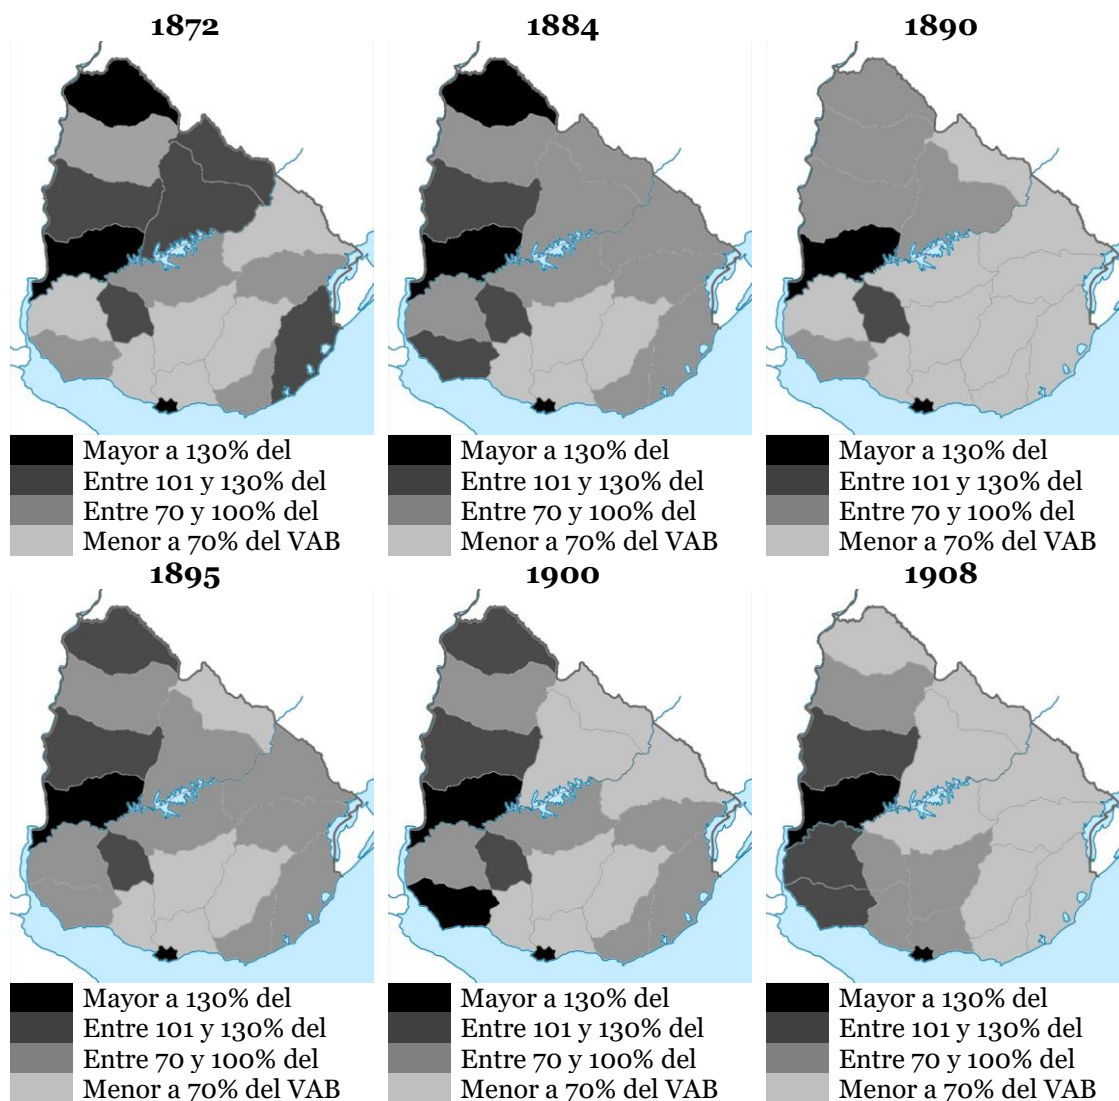 1872 1884 1890
Mayor a 130% del Mayor a 130% del Mayor a 130% del
Entre 101 y 130% del Entre 101 y 130% del Entre 101 y 130% del
Entre 70 y 100% del Entre 70 y 100% del Entre 70 y 100% del
Menor a 70% del VAB Menor a 70% del VAB Menor a 70% del VAB
1895 1900 1908
Mayor a 130% del Mayor a 130% del Mayor a 130% del
Entre 101 y 130% del Entre 101 y 130% del Entre 101 y 130% del
Entre 70 y 100% del Entre 70 y 100% del Entre 70 y 100% del
Menor a 70% del VAB Menor a 70% del VAB Menor a 70% del VAB